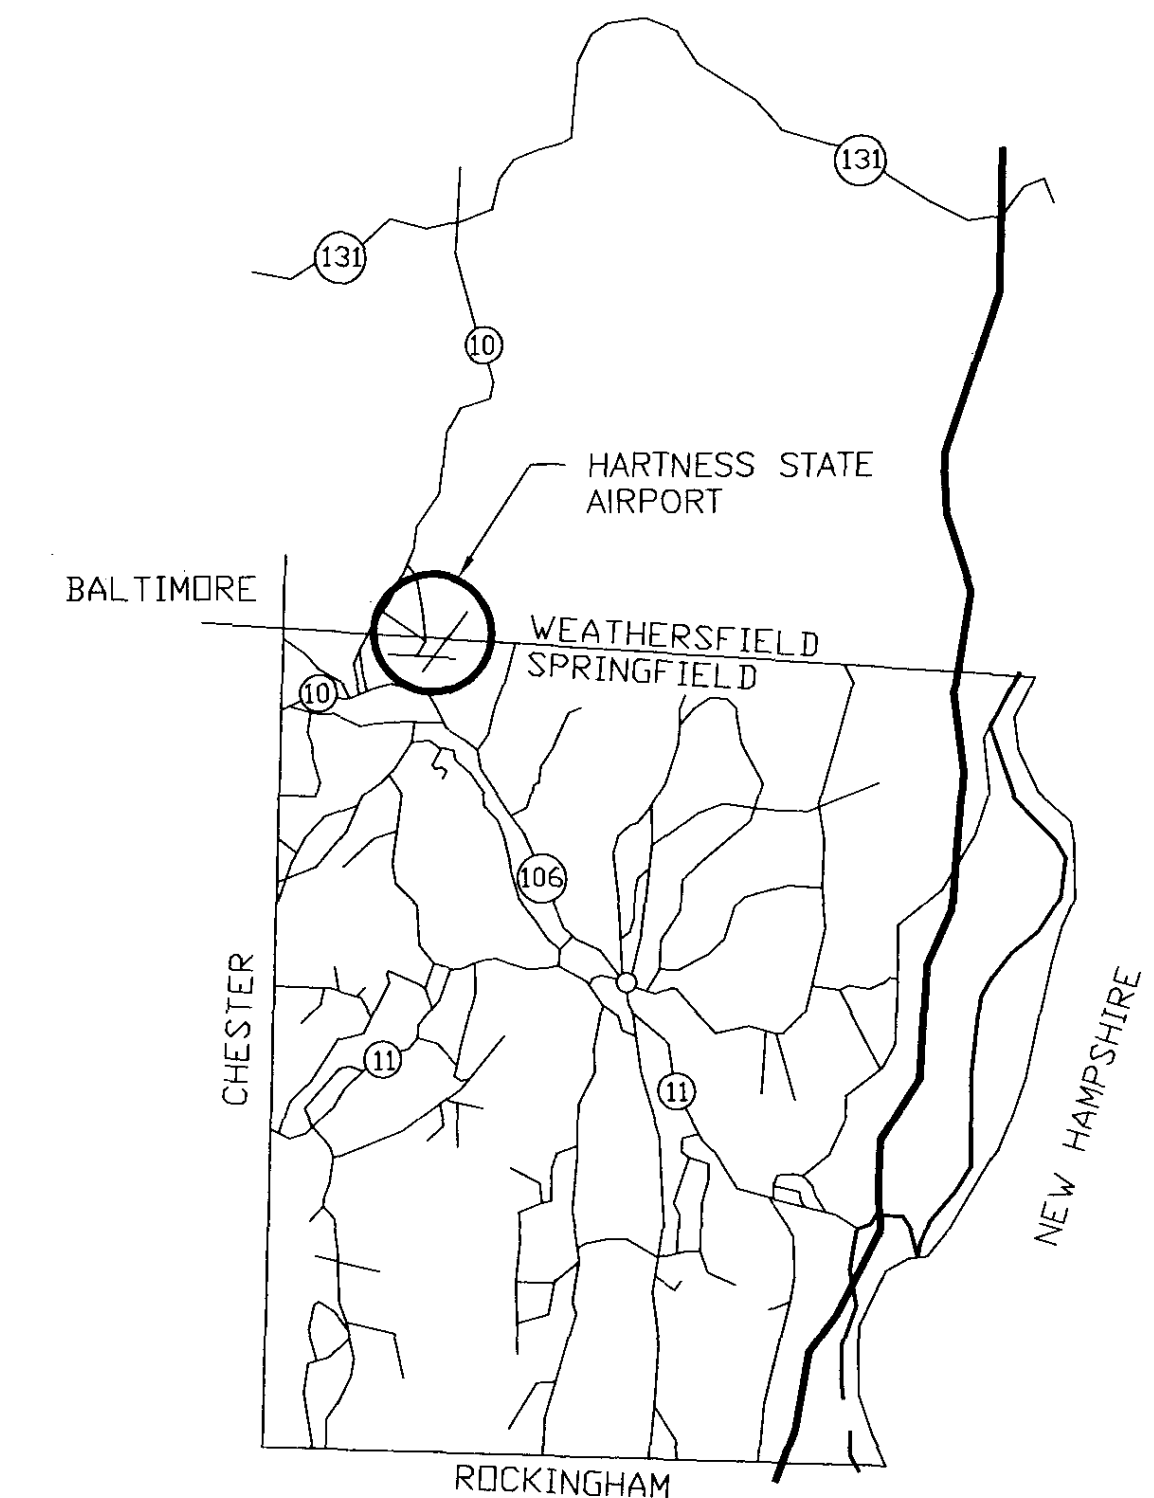 131
131
10
HARTNESS STATE
AIRPORT
BALTIMORE
WEATHERSFIELD
SPRINGFIELD
10
106
CHESTER
11
11
NEW HAMPSHIRE
ROCKINGHAM